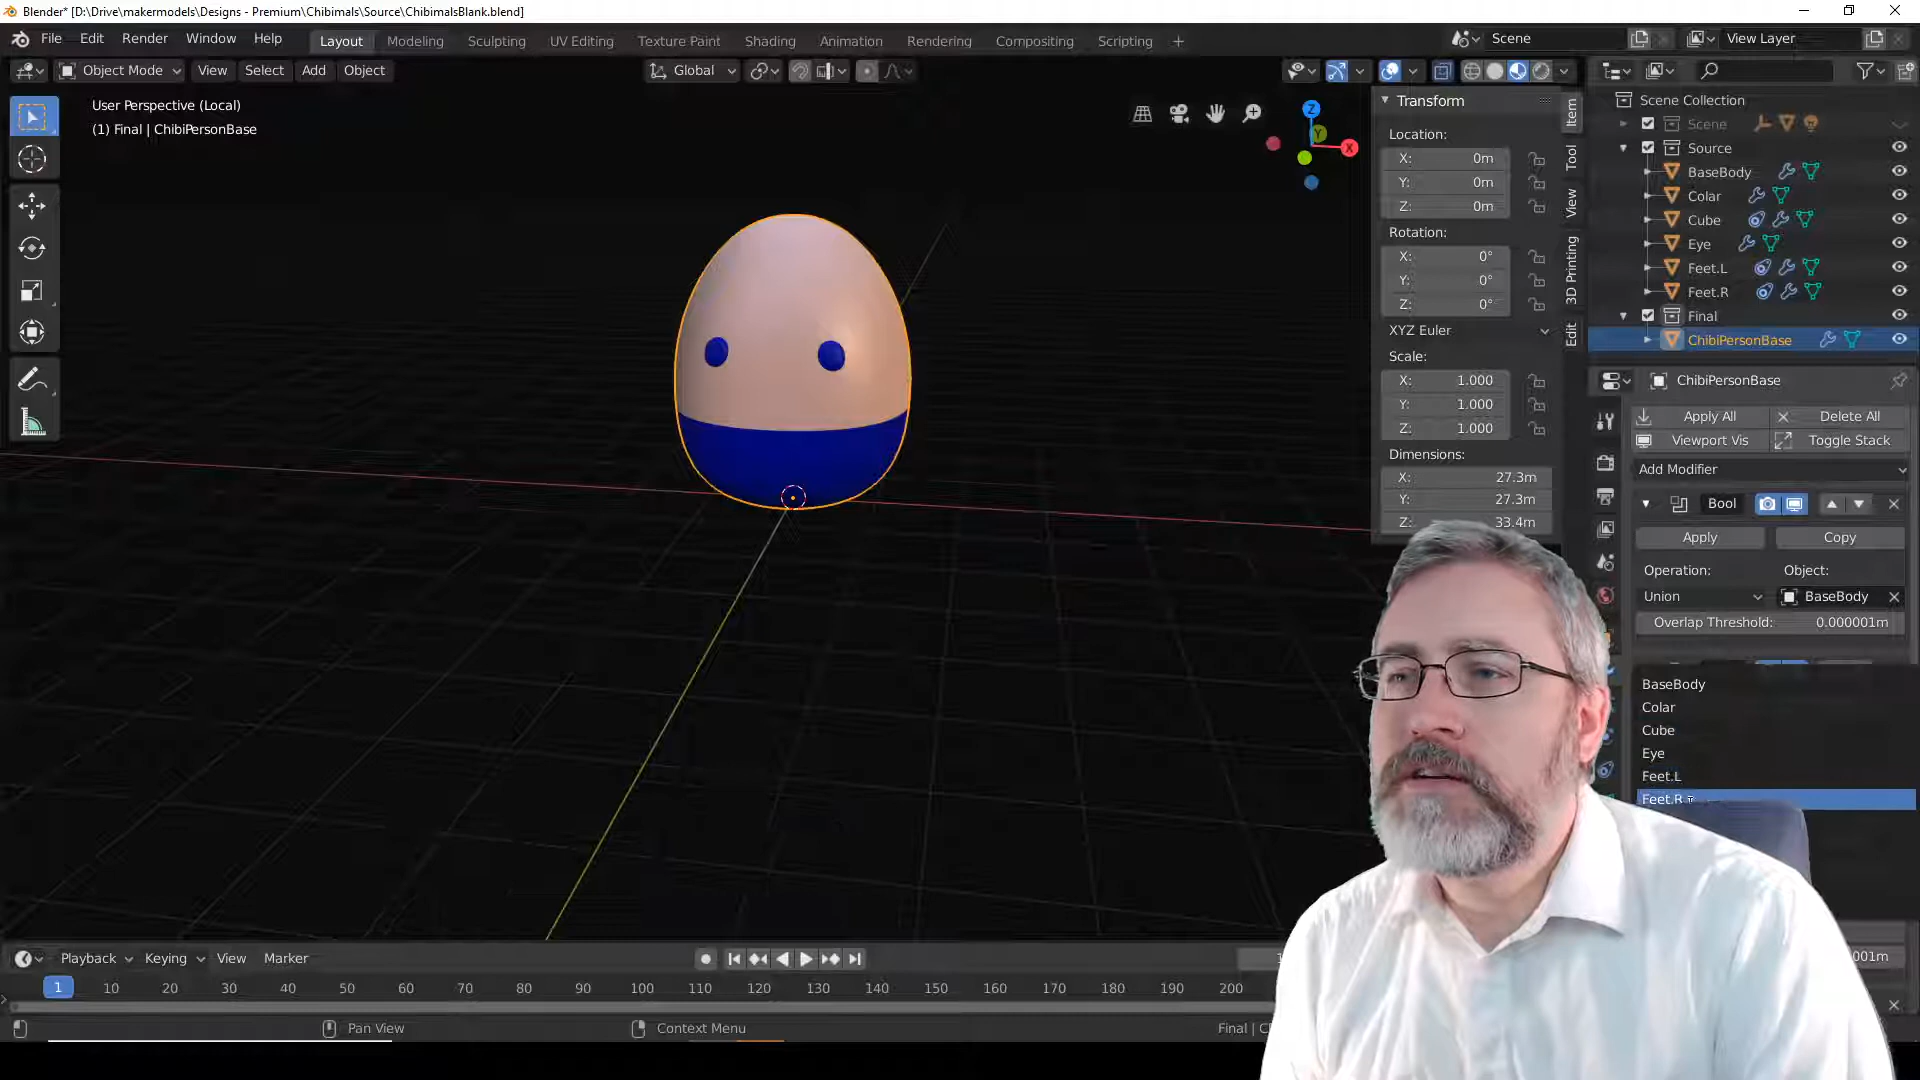 Blender* [D:\Drive\makermodels\Designs - Premium\Chibimals\Source\ChibimalsBlank.blend]
File Edit Render Window Help Layout Modeling Sculpting UV Editing Texture Paint Shading Animation Rendering Compositing Scripting + Scene View Layer
Object Mode View Select Add Object Global
User Perspective (Local)
(1) Final | ChibiPersonBase
Z
Y
X
Transform
Location:
X: 0m
Y: 0m
Z: 0m
Rotation:
X: 0°
Y: 0°
Z: 0°
XYZ Euler
Scale:
X: 1.000
Y: 1.000
Z: 1.000
Dimensions:
X: 27.3m
Y: 27.3m
Z: 33.4m
Item
Tool
View
3D Printing
Edit
Scene Collection
Scene
Source
BaseBody
Colar
Cube
Eye
Feet.L
Feet.R
Final
ChibiPersonBase
ChibiPersonBase
Apply All Delete All
Viewport Vis Toggle Stack
Add Modifier
Bool
Apply Copy
Operation: Object:
Union BaseBody
Overlap Threshold: 0.000001m
BaseBody
Colar
Cube
Eye
Feet.L
Feet.R
001m
Playback Keying View Marker
1 10 20 30 40 50 60 70 80 90 100 110 120 130 140 150 160 170 180 190 200
Pan View Context Menu Final | C